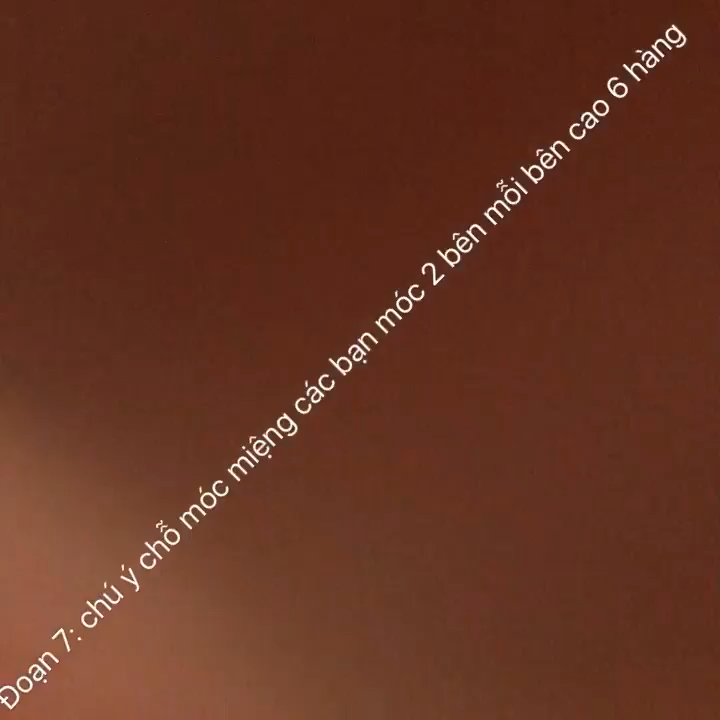 Đoạn 7: chú ý chỗ móc miệng các bạn móc 2 bên mỗi bên cao 6 hàng